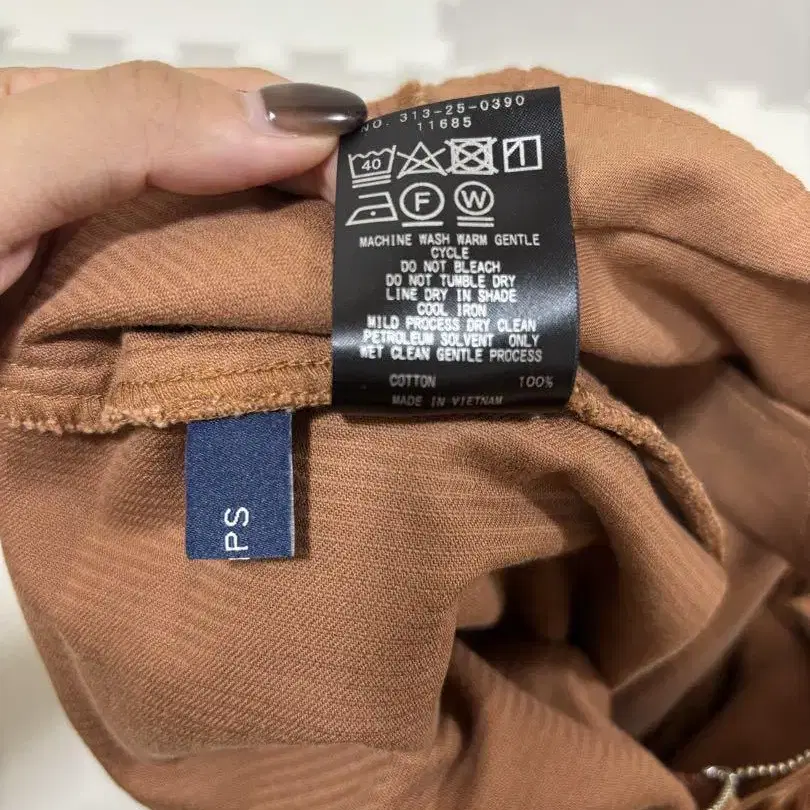 NO. 313-25-0390
11685
40
F
W
MACHINE WASH WARM GENTLE
CYCLE
DO NOT BLEACH
DO NOT TUMBLE DRY
LINE DRY IN SHADE
COOL IRON
MILD PROCESS DRY CLEAN
PETROLEUM SOLVENT ONLY
WET CLEAN GENTLE PROCESS
COTTON 100%
MADE IN VIETNAM
IPS